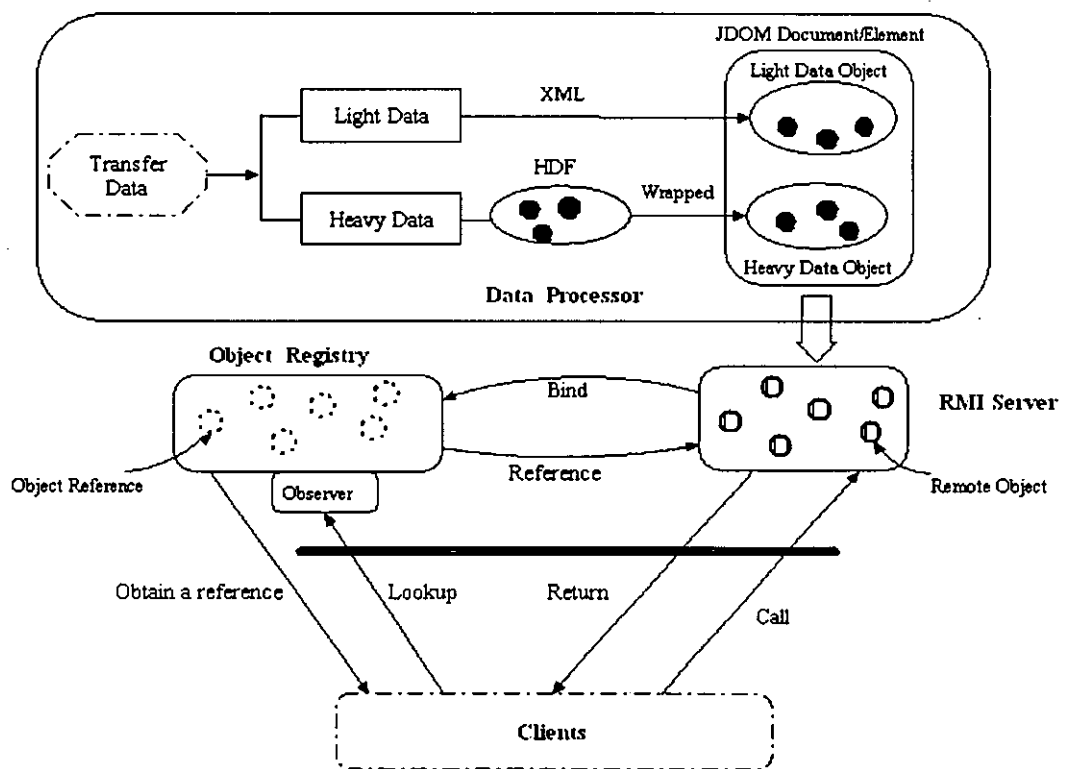 JDOM Document/Element
Light Data Object
XML
Light Data
Transfer
Data
HDF
Wrapped
Heavy Data
Heavy Data Object
Data Processor
Object Registry
Bind
RMI Server
Reference
Object Reference
Observer
Remote Object
Obtain a reference
Lookup
Return
Call
Clients